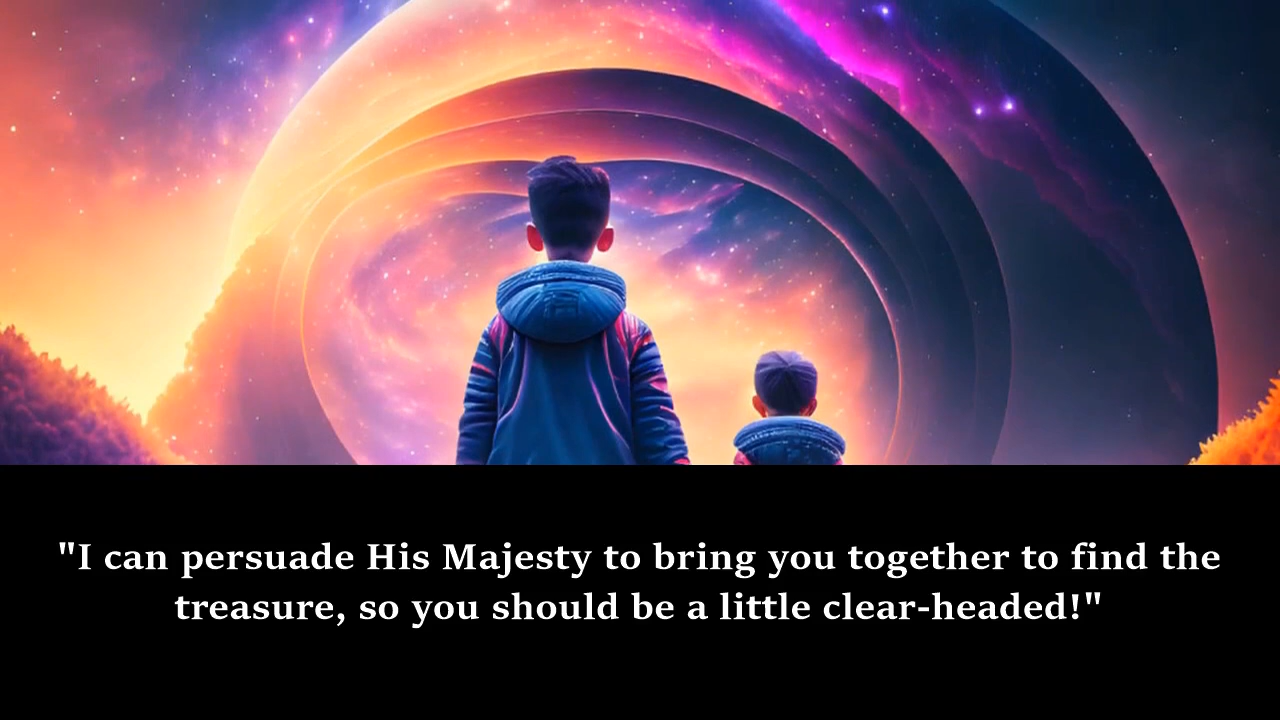 "I can persuade His Majesty to bring you together to find the
treasure, so you should be a little clear-headed!"